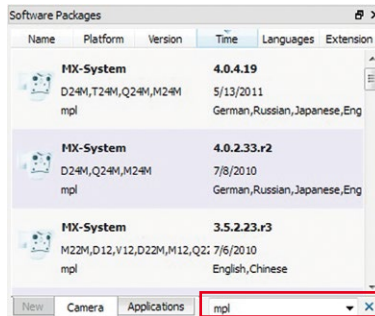 Software Packages
Name Platform Version Time Languages Extension
MX-System 4.0.4.19
D24M,T24M,Q24M,M24M 5/13/2011
mpl German,Russian,Japanese,Eng
MX-System 4.0.2.33.r2
D24M,Q24M,M24M 7/8/2010
mpl German,Russian,Japanese,Eng
MX-System 3.5.2.23.r3
M22M,D12,V12,D22M,M12,Q22 7/6/2010
mpl English,Chinese
New Camera Applications mpl